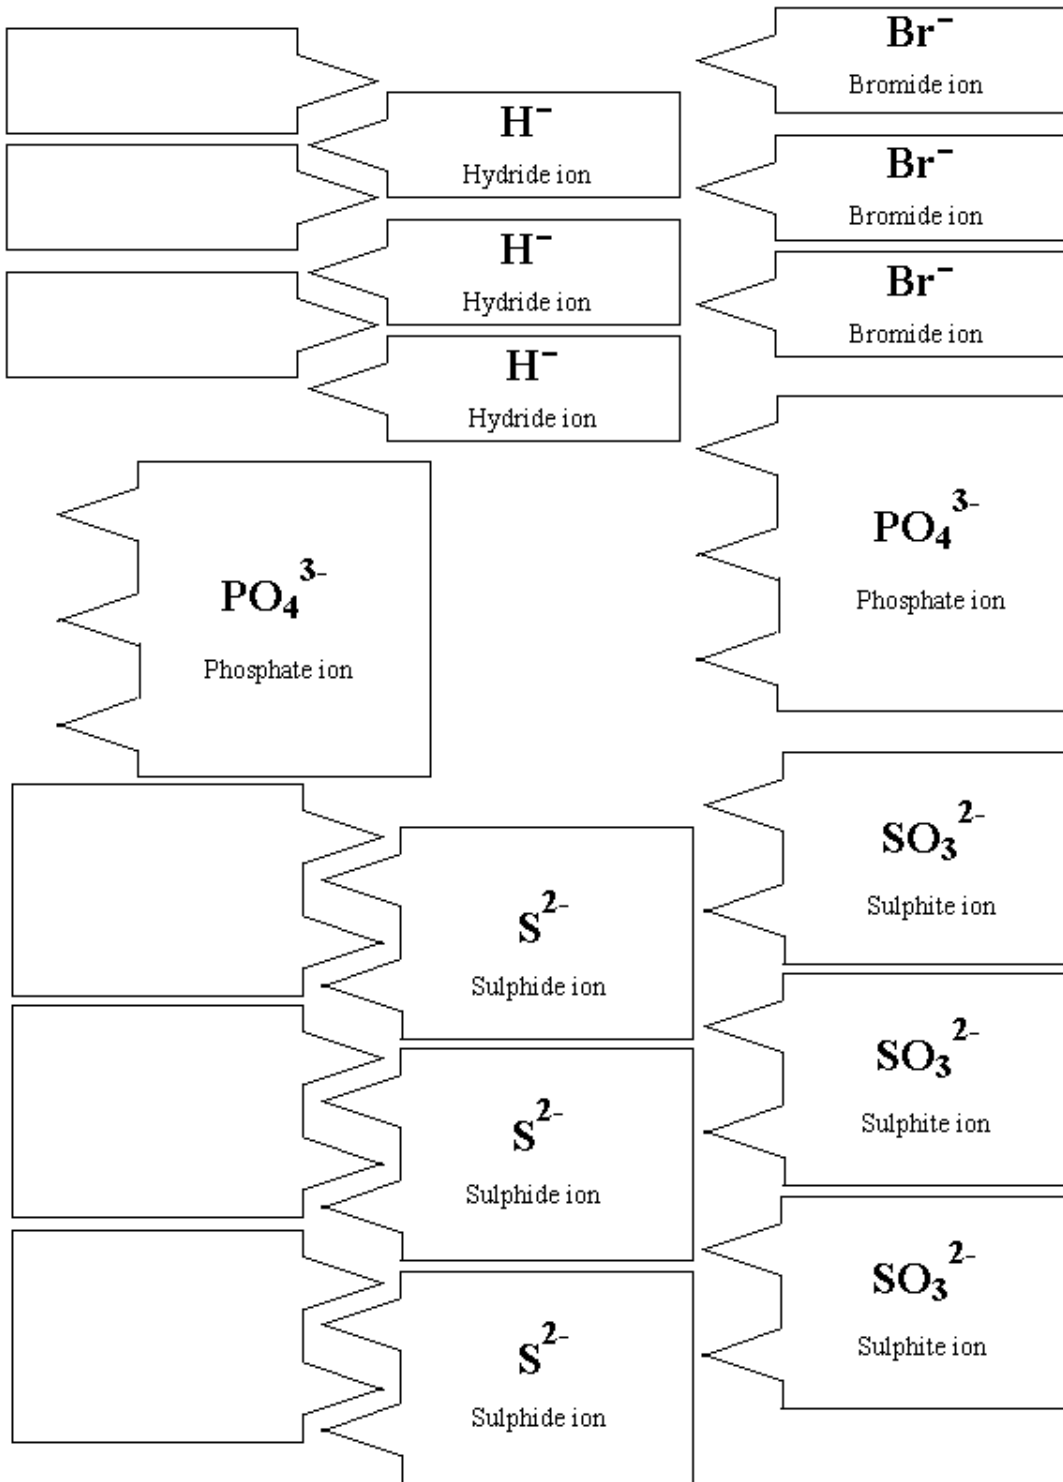 Br⁻
Bromide ion
H⁻
Hydride ion
Br⁻
Bromide ion
H⁻
Hydride ion
Br⁻
Bromide ion
H⁻
Hydride ion
PO₄³⁻
Phosphate ion
PO₄³⁻
Phosphate ion
SO₃²⁻
Sulphite ion
S²⁻
Sulphide ion
SO₃²⁻
Sulphite ion
S²⁻
Sulphide ion
SO₃²⁻
Sulphite ion
S²⁻
Sulphide ion